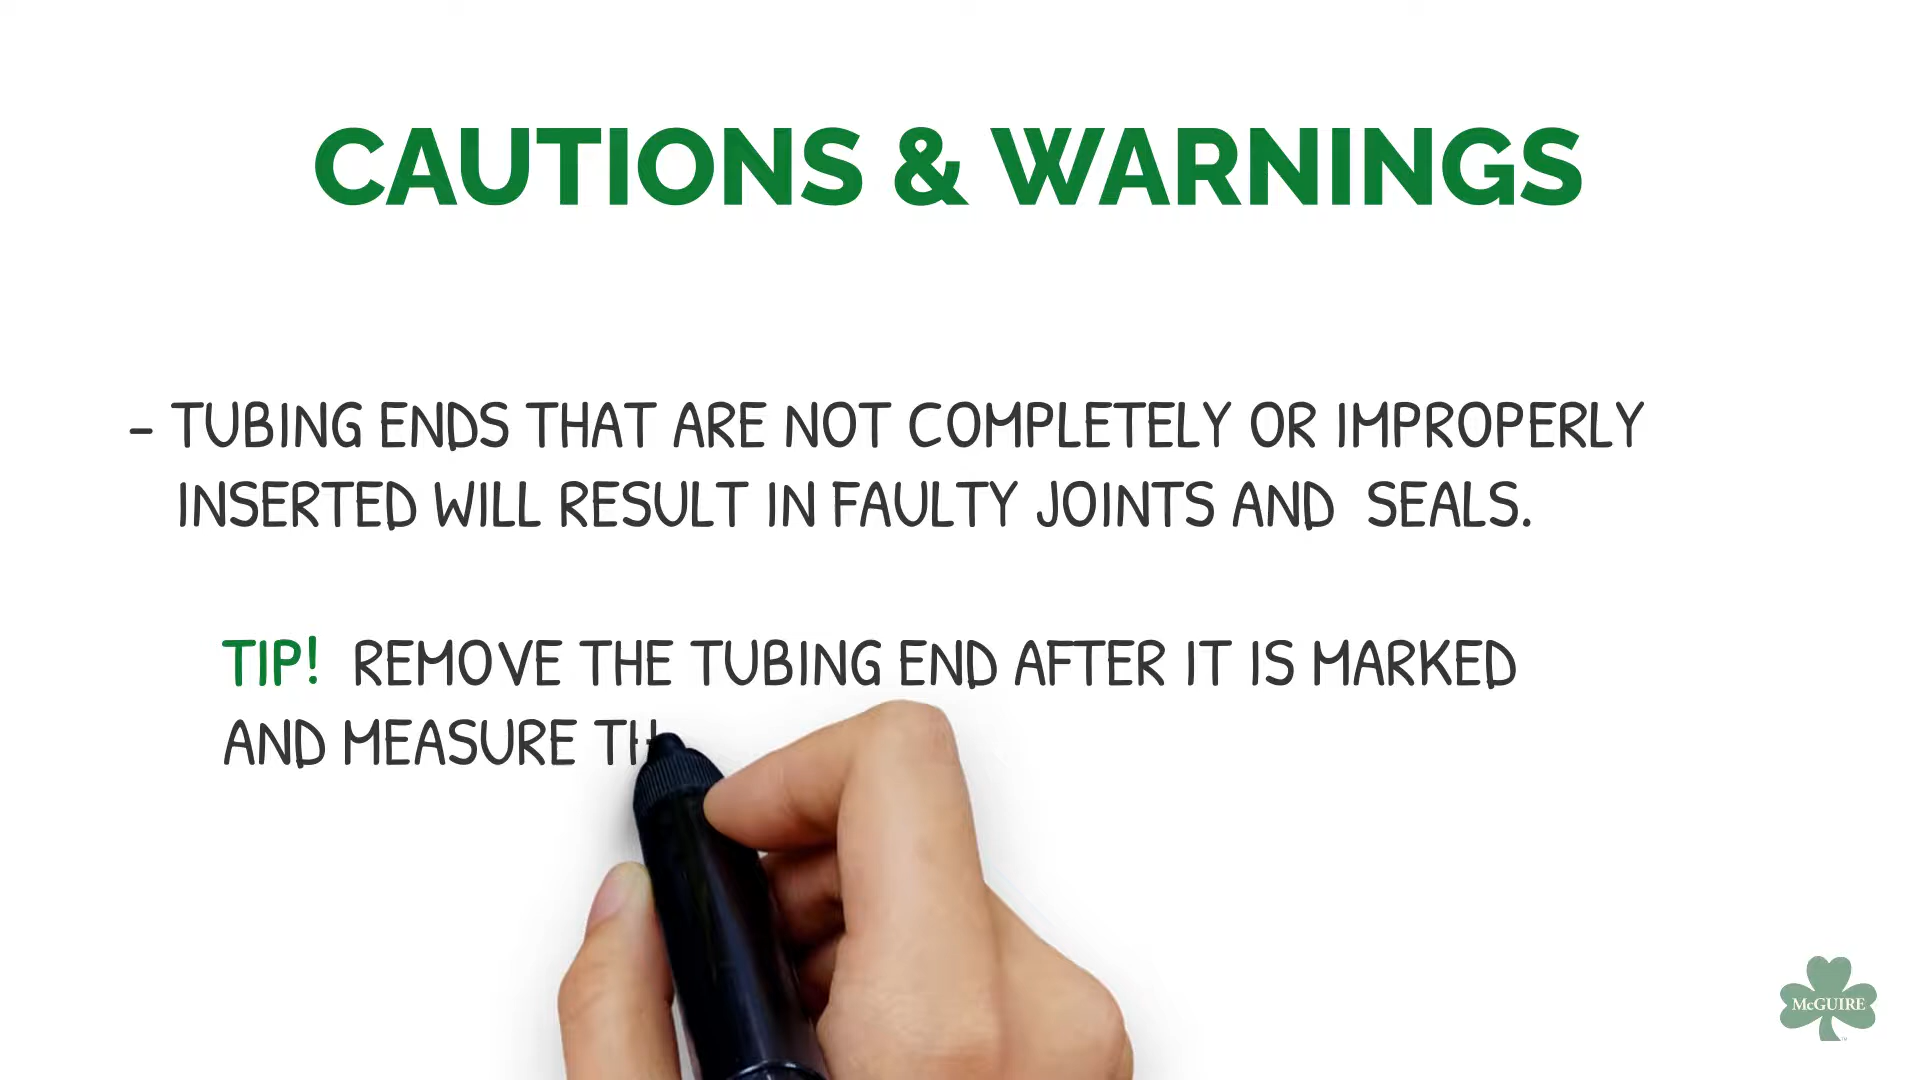 CAUTIONS & WARNINGS
- TUBING ENDS THAT ARE NOT COMPLETELY OR IMPROPERLY
INSERTED WILL RESULT IN FAULTY JOINTS AND SEALS.
TIP! REMOVE THE TUBING END AFTER IT IS MARKED
AND MEASURE TH
McGUIRE